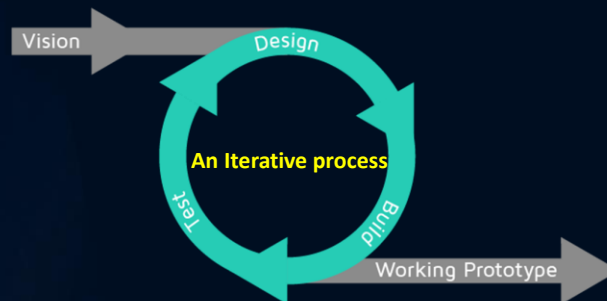 Vision
Design
An Iterative process
Test
Build
Working Prototype